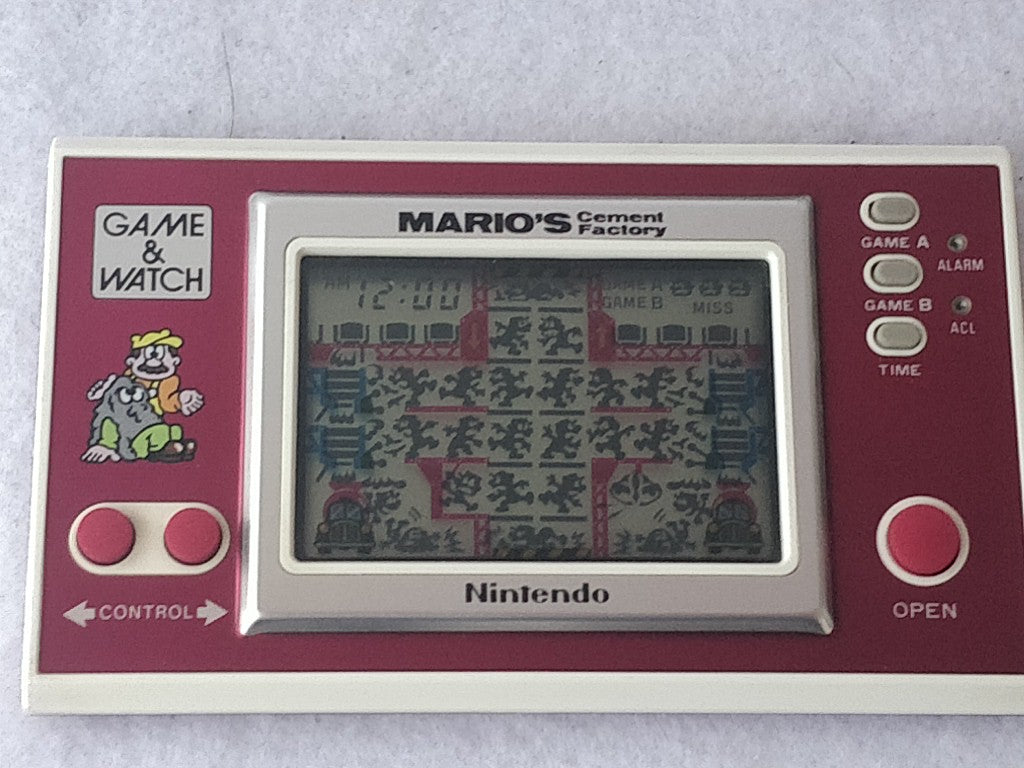 GAME
&
WATCH
MARIO'S Cement
Factory
AM 12:00
GAME A 888
GAME B
MISS
GAME A
ALARM
GAME B
ACL
TIME
CONTROL
Nintendo
OPEN